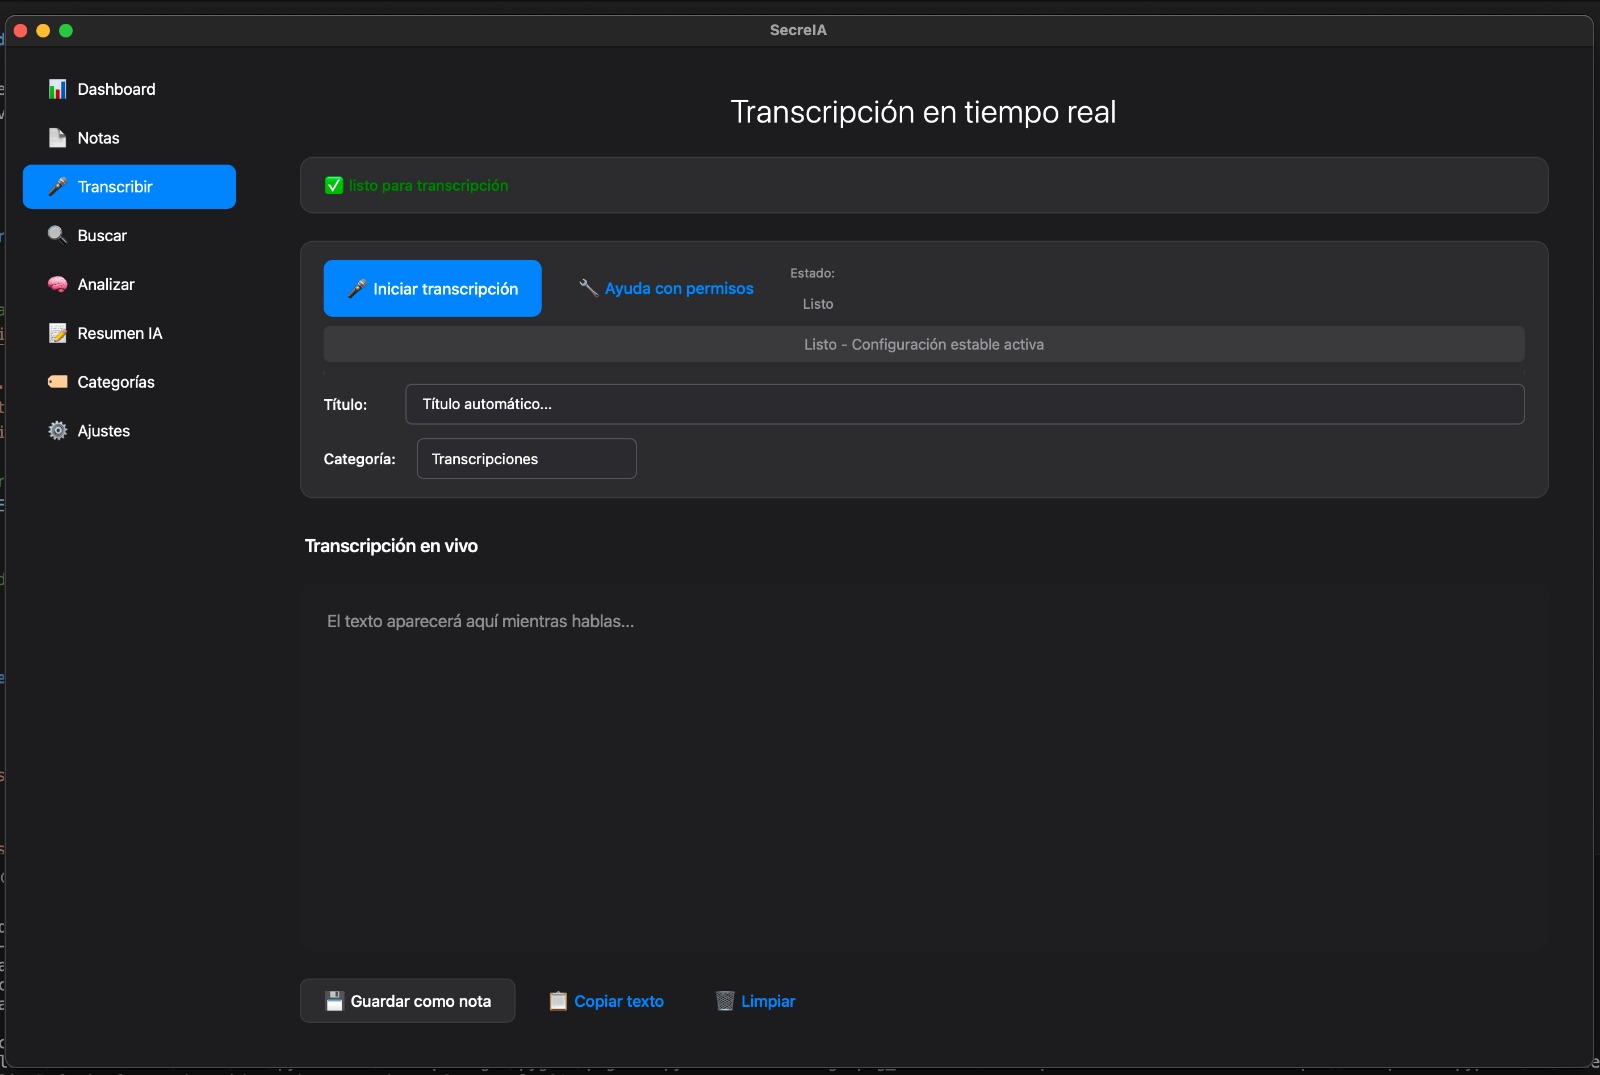 SecreIA
Dashboard
Notas
Transcribir
Buscar
Analizar
Resumen IA
Categorías
Ajustes
Transcripción en tiempo real
listo para transcripción
Iniciar transcripción
Ayuda con permisos
Estado:
Listo
Listo - Configuración estable activa
Título:
Título automático...
Categoría:
Transcripciones
Transcripción en vivo
El texto aparecerá aquí mientras hablas...
Guardar como nota
Copiar texto
Limpiar